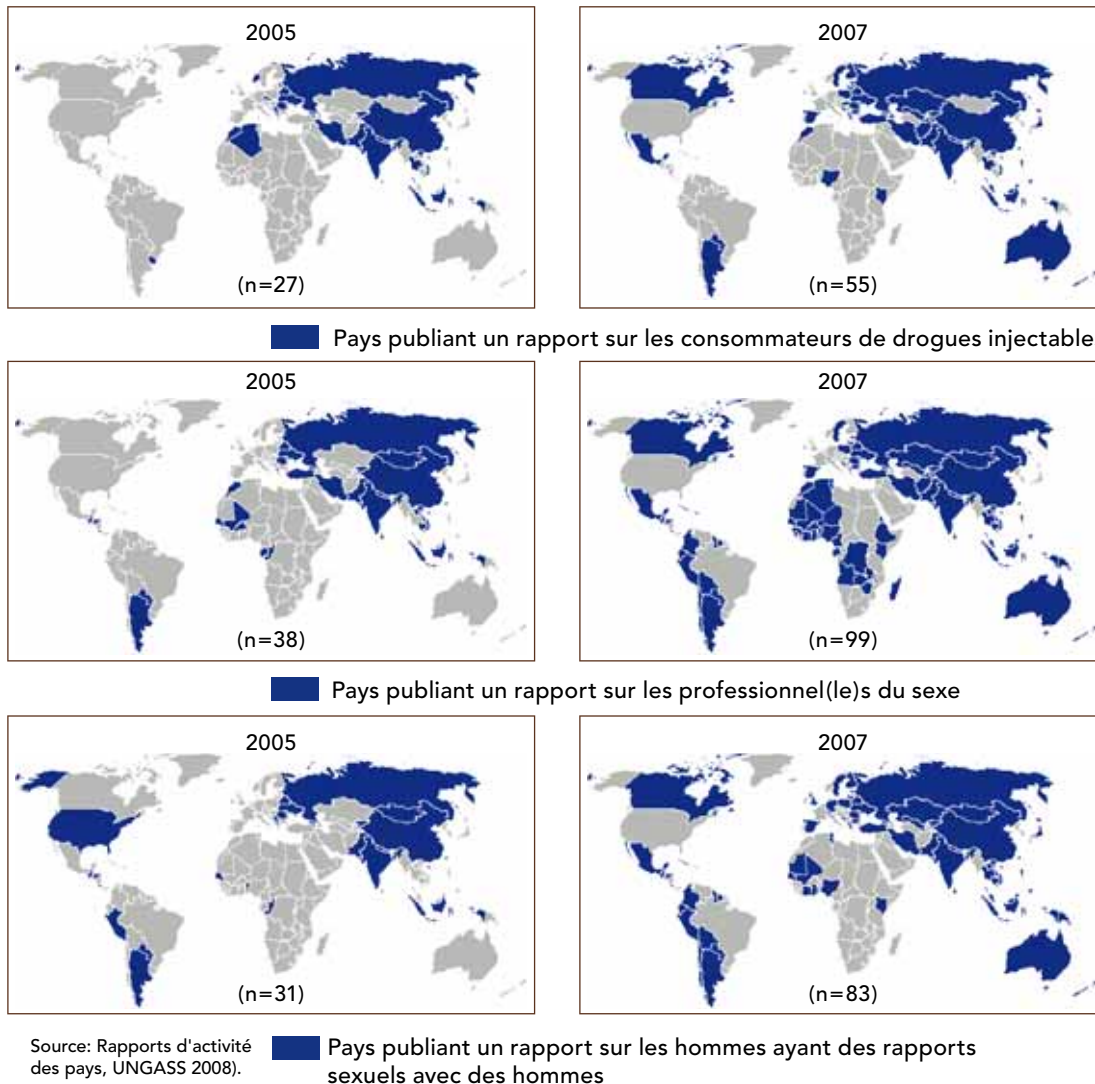 2005
2007
(n=27)
(n=55)
Pays publiant un rapport sur les consommateurs de drogues injectable
2005
2007
(n=38)
(n=99)
Pays publiant un rapport sur les professionnel(le)s du sexe
2005
2007
(n=31)
(n=83)
Source: Rapports d'activité
des pays, UNGASS 2008).
Pays publiant un rapport sur les hommes ayant des rapports
sexuels avec des hommes